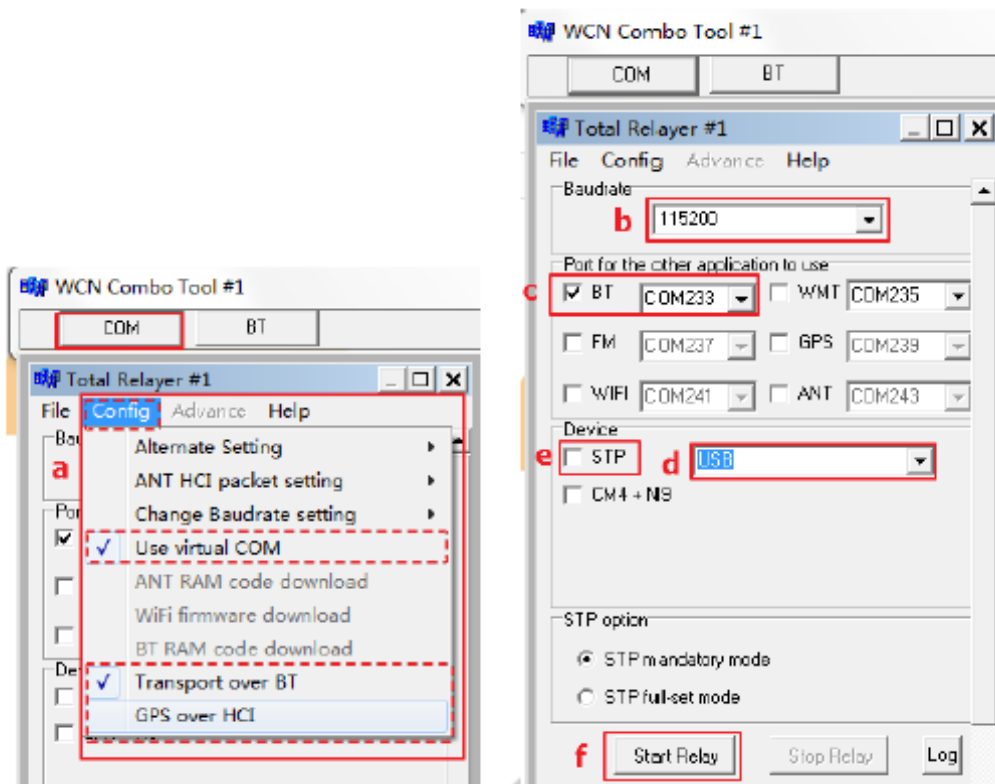 WCN Combo Tool #1
COM BT
Total Relayer #1
File Config Advance Help
Bau
a
Alternate Setting
ANT HCI packet setting
Change Baudrate setting
Por
Use virtual COM
ANT RAM code download
WiFi firmware download
BT RAM code download
De
Transport over BT
GPS over HCI
WCN Combo Tool #1
COM BT
Total Relayer #1
File Config Advance Help
Baudrate
b 115200
Port for the other application to use
c BT COM233 WMT COM235
FM COM237 GPS COM239
WIFI COM241 ANT COM243
Device
e STP d USB
CM4 + N9
STP option
STP mandatory mode
STP full-set mode
f Start Relay Stop Relay Log